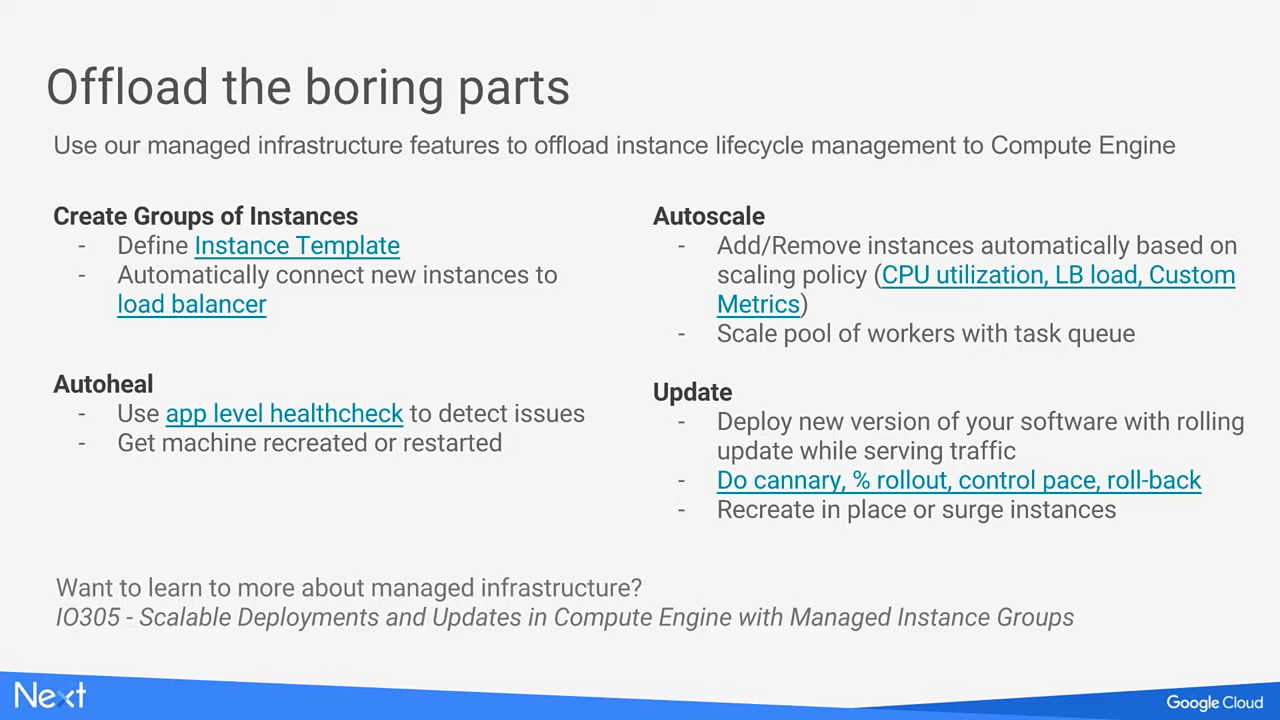 Offload the boring parts
Use our managed infrastructure features to offload instance lifecycle management to Compute Engine
Create Groups of Instances
- Define Instance Template
- Automatically connect new instances to
load balancer
Autoheal
- Use app level healthcheck to detect issues
- Get machine recreated or restarted
Autoscale
- Add/Remove instances automatically based on
scaling policy (CPU utilization, LB load, Custom
Metrics)
- Scale pool of workers with task queue
Update
- Deploy new version of your software with rolling
update while serving traffic
- Do cannary, % rollout, control pace, roll-back
- Recreate in place or surge instances
Want to learn to more about managed infrastructure?
IO305 - Scalable Deployments and Updates in Compute Engine with Managed Instance Groups
Next
Google Cloud